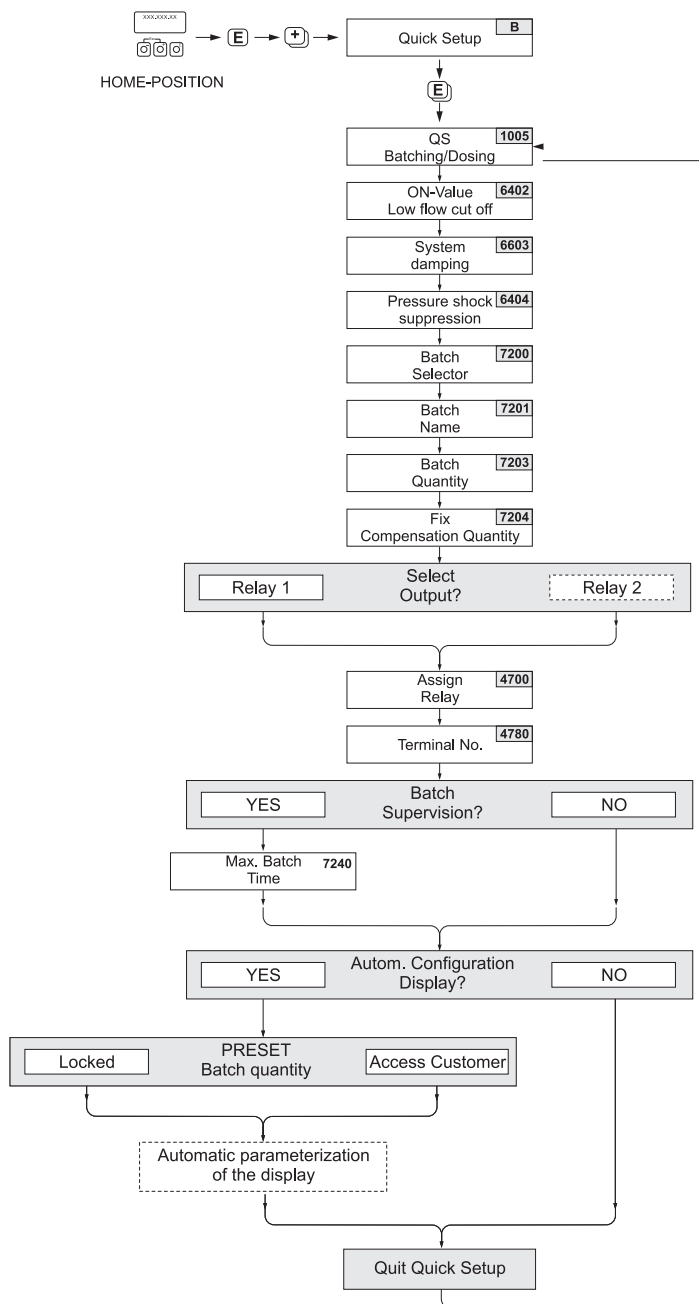 XXX.XXX.XX
Esc
E
+
Quick Setup
B
HOME-POSITION
E
QS
1005
Batching/Dosing
ON-Value
6402
Low flow cut off
System
6603
damping
Pressure shock
6404
suppression
Batch
7200
Selector
Batch
7201
Name
Batch
7203
Quantity
Fix
7204
Compensation Quantity
Select
Output?
Relay 1
Relay 2
Assign
4700
Relay
Terminal No.
4780
Batch
Supervision?
YES
NO
Max. Batch
7240
Time
Autom. Configuration
Display?
YES
NO
PRESET
Batch quantity
Locked
Access Customer
Automatic parameterization
of the display
Quit Quick Setup